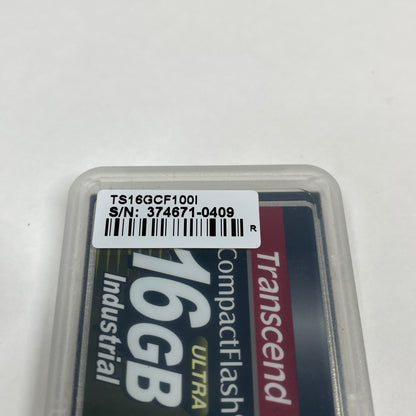 TS16GCF100I
S/N: 374671-0409
R
Transcend
CompactFlash
16GB
ULTRA
Industrial